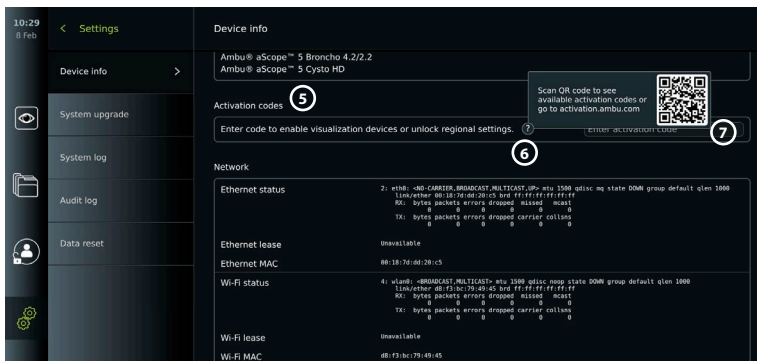 10:29
8 Feb
Settings
Device info
Device info
System upgrade
System log
Audit log
Data reset
Ambu® aScope™ 5 Broncho 4.2/2.2
Ambu® aScope™ 5 Cysto HD
Scan QR code to see
available activation codes or
go to activation.ambu.com
Activation codes
5
Enter code to enable visualization devices or unlock regional settings.
?
Enter activation code
7
6
Network
Ethernet status
2: eth0: <NO-CARRIER,BROADCAST,MULTICAST,UP> mtu 1500 qdisc mq state DOWN group default qlen 1000
link/ether 00:18:7d:dd:20:c5 brd ff:ff:ff:ff:ff:ff
RX: bytes packets errors dropped missed mcast
0 0 0 0 0 0
TX: bytes packets errors dropped carrier collsns
0 0 0 0 0 0
Ethernet lease
Unavailable
Ethernet MAC
00:18:7d:dd:20:c5
Wi-Fi status
4: wlan0: <BROADCAST,MULTICAST> mtu 1500 qdisc noop state DOWN group default qlen 1000
link/ether d8:f3:bc:79:49:45 brd ff:ff:ff:ff:ff:ff
RX: bytes packets errors dropped missed mcast
0 0 0 0 0 0
TX: bytes packets errors dropped carrier collsns
0 0 0 0 0 0
Wi-Fi lease
Unavailable
Wi-Fi MAC
d8:f3:bc:79:49:45